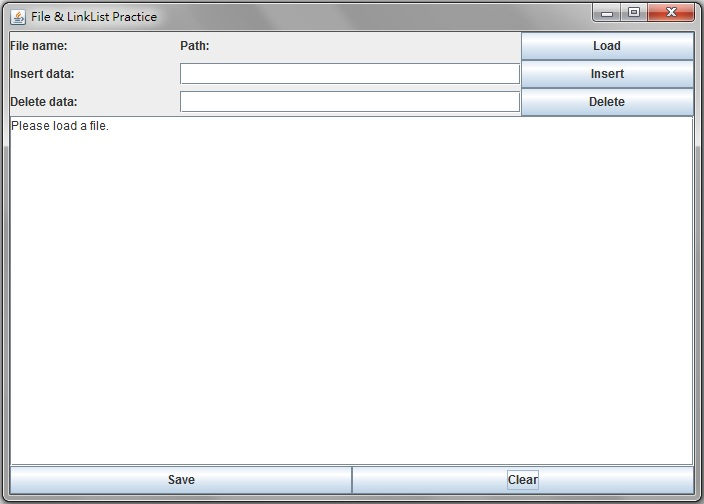 File & LinkList Practice
File name: Path: Load
Insert data: Insert
Delete data: Delete
Please load a file.
Save Clear